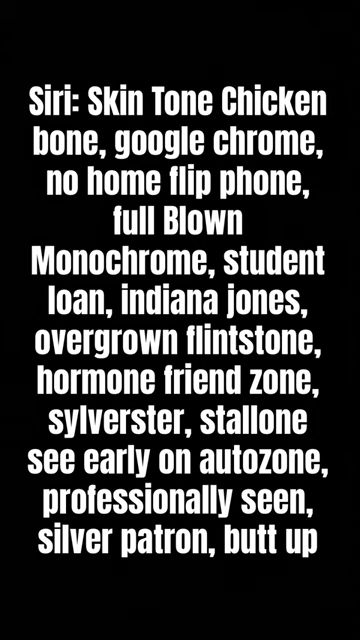 Siri: Skin Tone Chicken
bone, google chrome,
no home flip phone,
full Blown
Monochrome, student
loan, indiana jones,
overgrown flintstone,
hormone friend zone,
sylverster, stallone
see early on autozone,
professionally seen,
silver patron, butt up